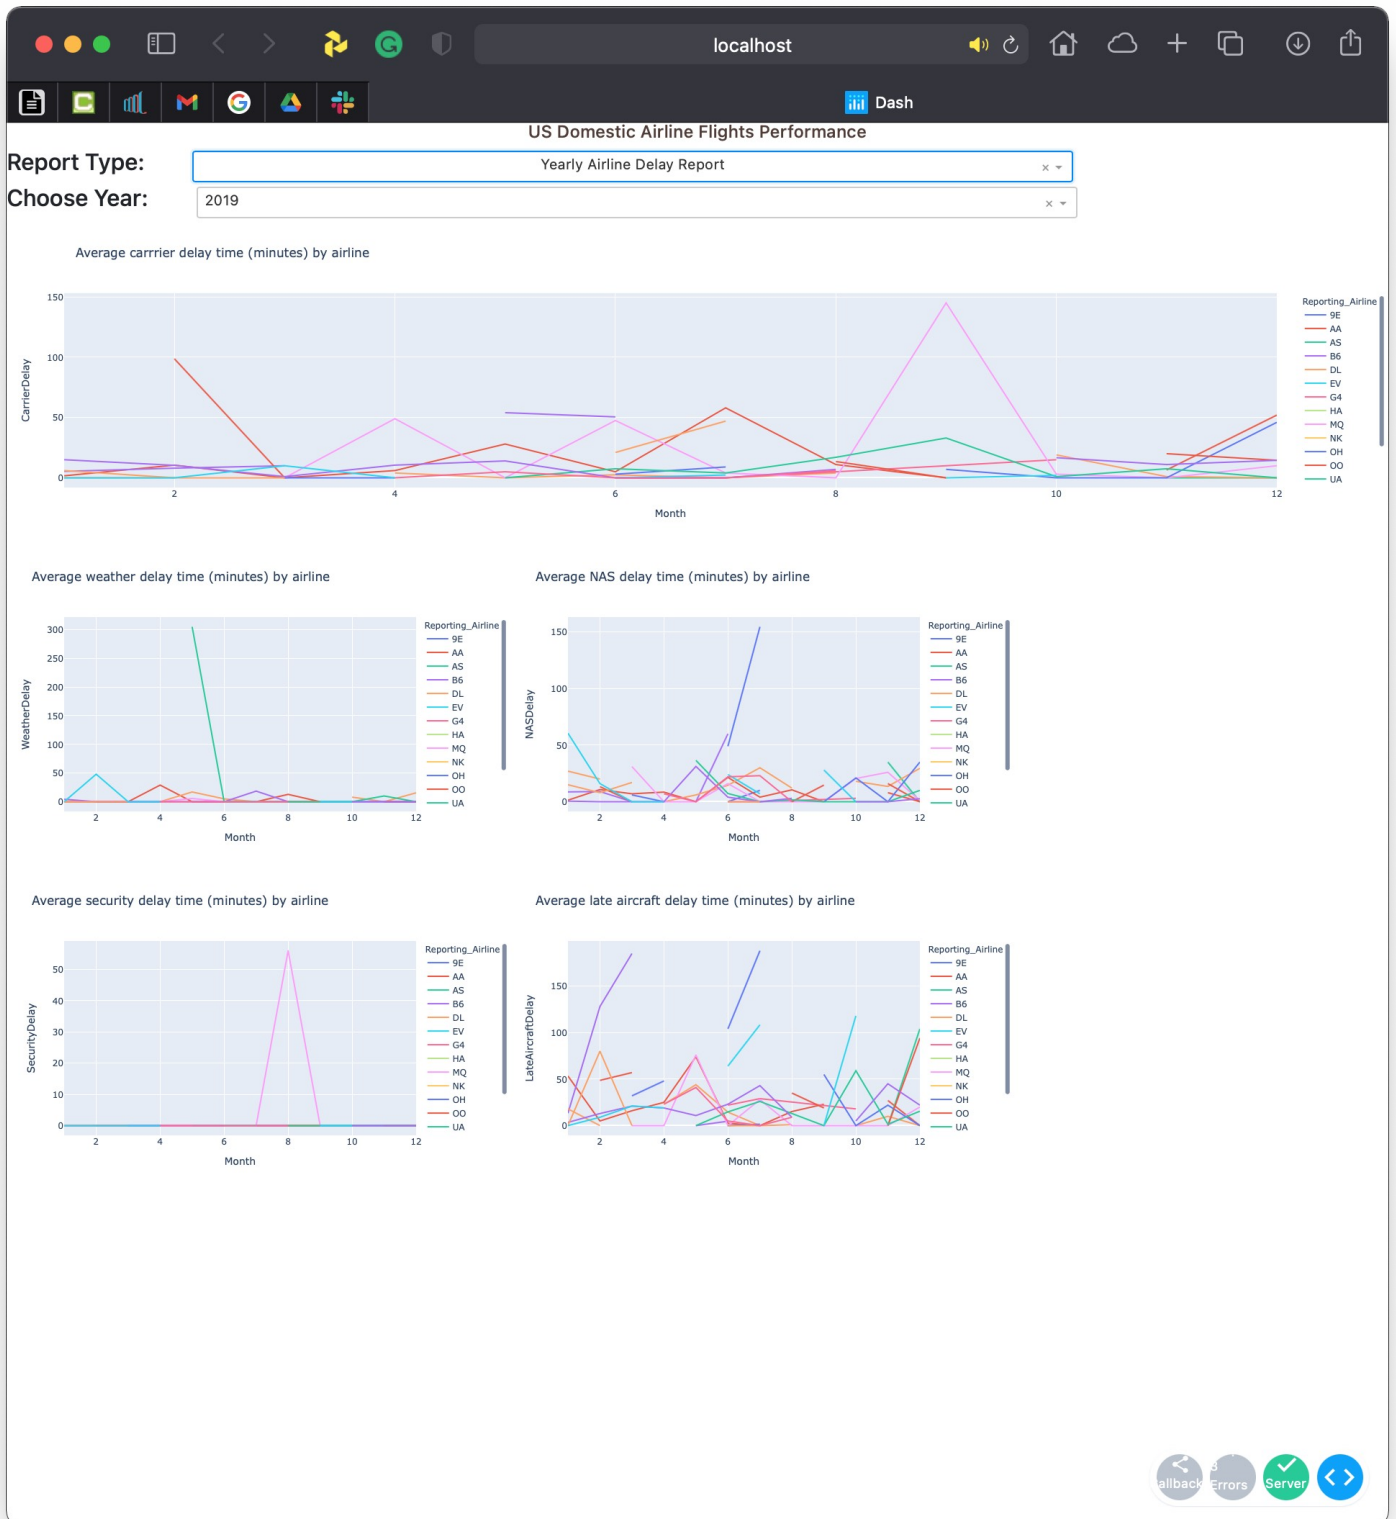 localhost
Dash
US Domestic Airline Flights Performance
Report Type:
Yearly Airline Delay Report
Choose Year:
2019
Average carrrier delay time (minutes) by airline
CarrierDelay
150
100
50
0
2 4 6 8 10 12
Month
Reporting_Airline
9E
AA
AS
B6
DL
EV
G4
HA
MQ
NK
OH
OO
UA
Average weather delay time (minutes) by airline
WeatherDelay
300
250
200
150
100
50
0
2 4 6 8 10 12
Month
Reporting_Airline
9E
AA
AS
B6
DL
EV
G4
HA
MQ
NK
OH
OO
UA
Average NAS delay time (minutes) by airline
NASDelay
150
100
50
0
2 4 6 8 10 12
Month
Reporting_Airline
9E
AA
AS
B6
DL
EV
G4
HA
MQ
NK
OH
OO
UA
Average security delay time (minutes) by airline
SecurityDelay
50
40
30
20
10
0
2 4 6 8 10 12
Month
Reporting_Airline
9E
AA
AS
B6
DL
EV
G4
HA
MQ
NK
OH
OO
UA
Average late aircraft delay time (minutes) by airline
LateAircraftDelay
150
100
50
0
2 4 6 8 10 12
Month
Reporting_Airline
9E
AA
AS
B6
DL
EV
G4
HA
MQ
NK
OH
OO
UA
allback
Errors
Server